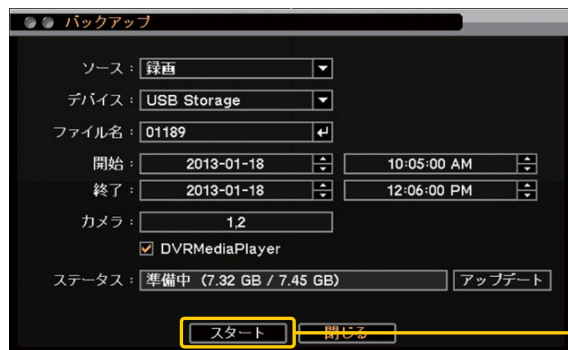 バックアップ
ソース : 録画
デバイス : USB Storage
ファイル名 : 01189
開始 : 2013-01-18 10:05:00 AM
終了 : 2013-01-18 12:06:00 PM
カメラ : 1,2
DVRMediaPlayer
ステータス : 準備中 (7.32 GB / 7.45 GB) アップデート
スタート 閉じる